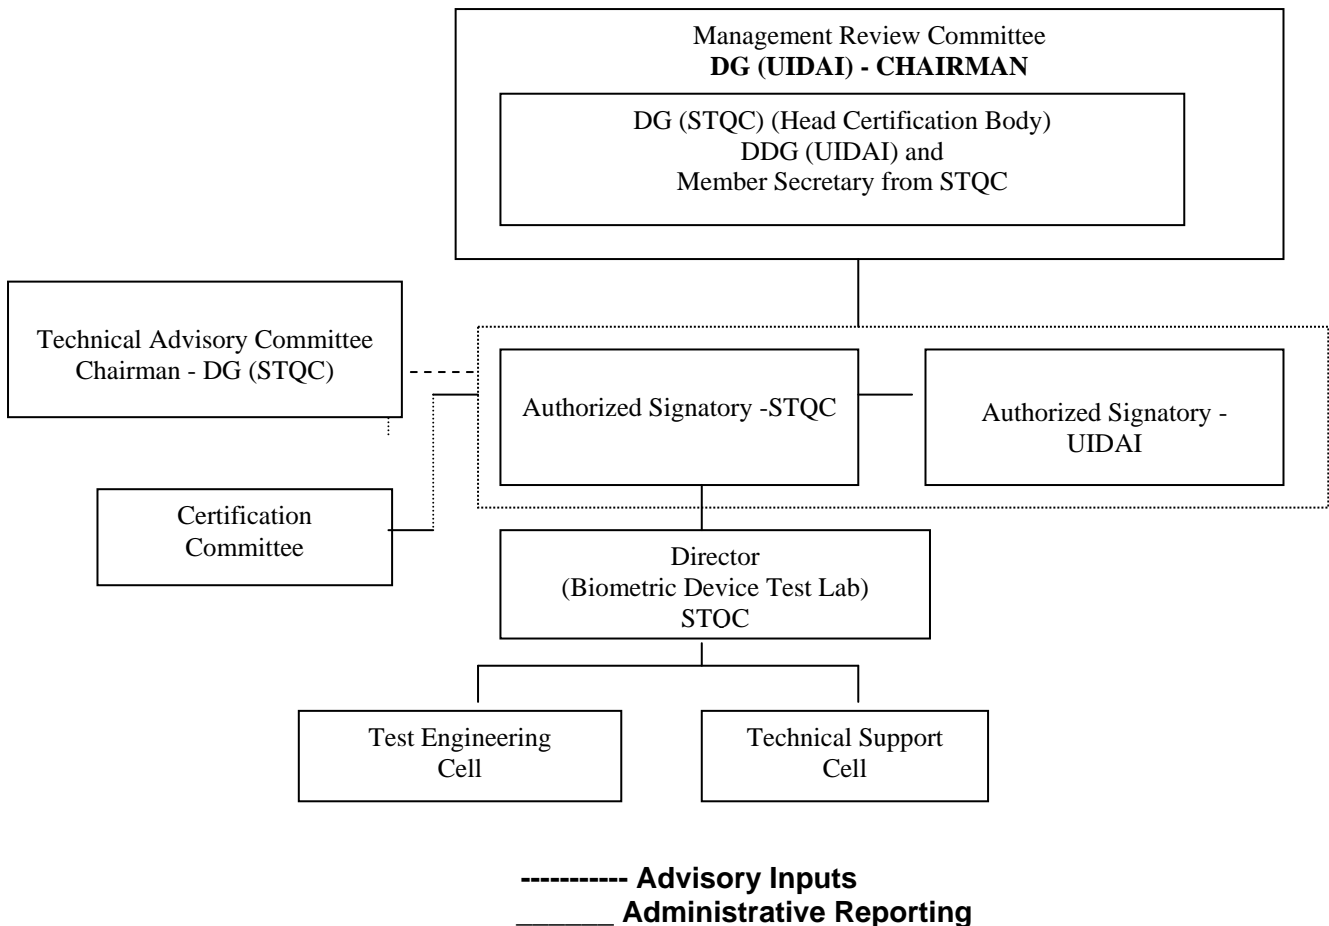 Management Review Committee
DG (UIDAI) - CHAIRMAN
DG (STQC) (Head Certification Body)
DDG (UIDAI) and
Member Secretary from STQC
Technical Advisory Committee
Chairman - DG (STQC)
Authorized Signatory -STQC
Authorized Signatory -
UIDAI
Certification
Committee
Director
(Biometric Device Test Lab)
STQC
Test Engineering
Cell
Technical Support
Cell
----------- Advisory Inputs
______ Administrative Reporting